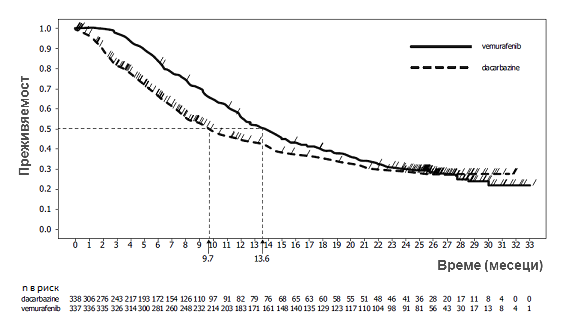 1.0
0.9
0.8
0.7
0.6
0.5
0.4
0.3
0.2
0.1
0.0
Преживяемост
vemurafenib
dacarbazine
0 1 2 3 4 5 6 7 8 9 10 11 12 13 14 15 16 17 18 19 20 21 22 23 24 25 26 27 28 29 30 31 32 33
9.7 13.6
Време (месеци)
n в риск
dacarbazine 338 306 276 243 217 193 172 154 126 110 97 91 82 79 76 68 65 61 60 56 54 51 50 46 38 36 28 20 17 11 8 4 0 0
vemurafenib 337 336 335 326 314 300 281 260 248 232 214 203 183 171 161 148 140 135 129 123 117 110 104 98 91 81 56 43 30 17 13 8 4 1